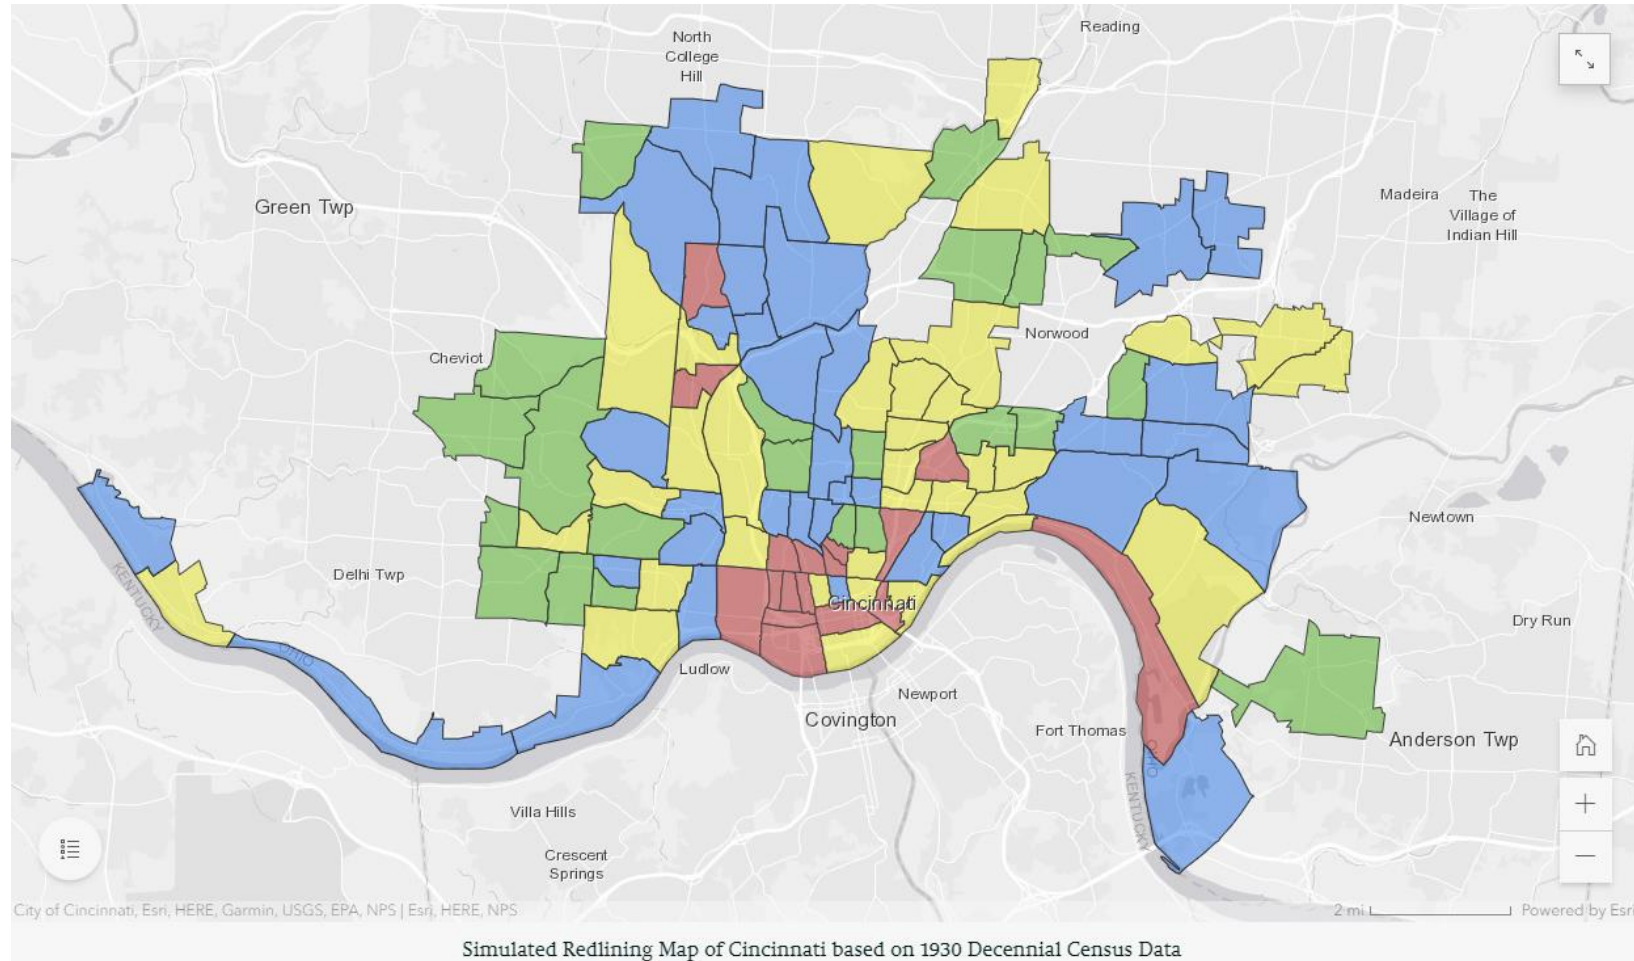 Reading
North
College
Hill
Madeira
The
Village of
Indian Hill
Green Twp
Norwood
Cheviot
Newtown
KENTUCKY
Delhi Twp
Cincinnati
Dry Run
OHIO
Ludlow
Newport
Covington
Fort Thomas
Anderson Twp
OHIO
KENTUCKY
Villa Hills
Crescent
Springs
City of Cincinnati, Esri, HERE, Garmin, USGS, EPA, NPS | Esri, HERE, NPS
2 mi
Powered by Esri
Simulated Redlining Map of Cincinnati based on 1930 Decennial Census Data